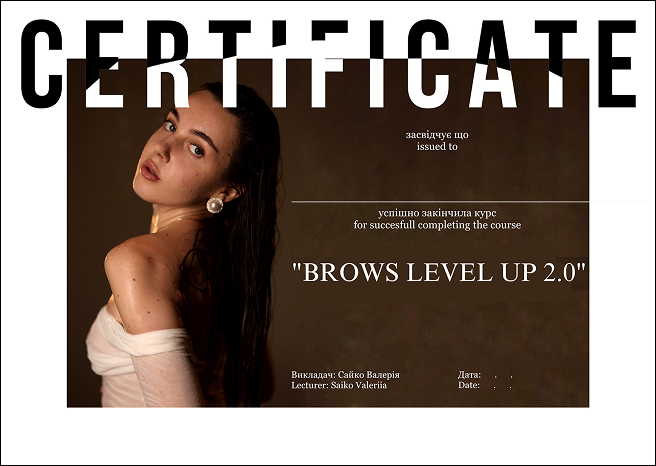 CERTIFICATE
засвідчує що
issued to
успішно закінчила курс
for succesfull completing the course
"BROWS LEVEL UP 2.0"
Викладач: Сайко Валерія
Lecturer: Saiko Valeriia
Дата: . .
Date: . .